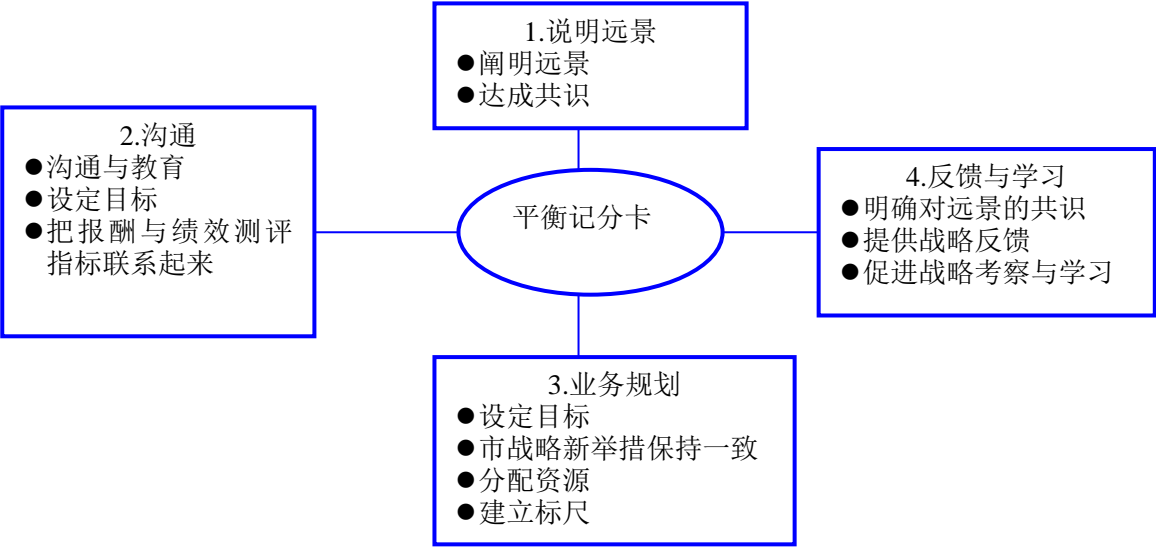 1.说明远景
●阐明远景
●达成共识
2.沟通
●沟通与教育
●设定目标
●把报酬与绩效测评
指标联系起来
平衡记分卡
4.反馈与学习
●明确对远景的共识
●提供战略反馈
●促进战略考察与学习
3.业务规划
●设定目标
●市战略新举措保持一致
●分配资源
●建立标尺